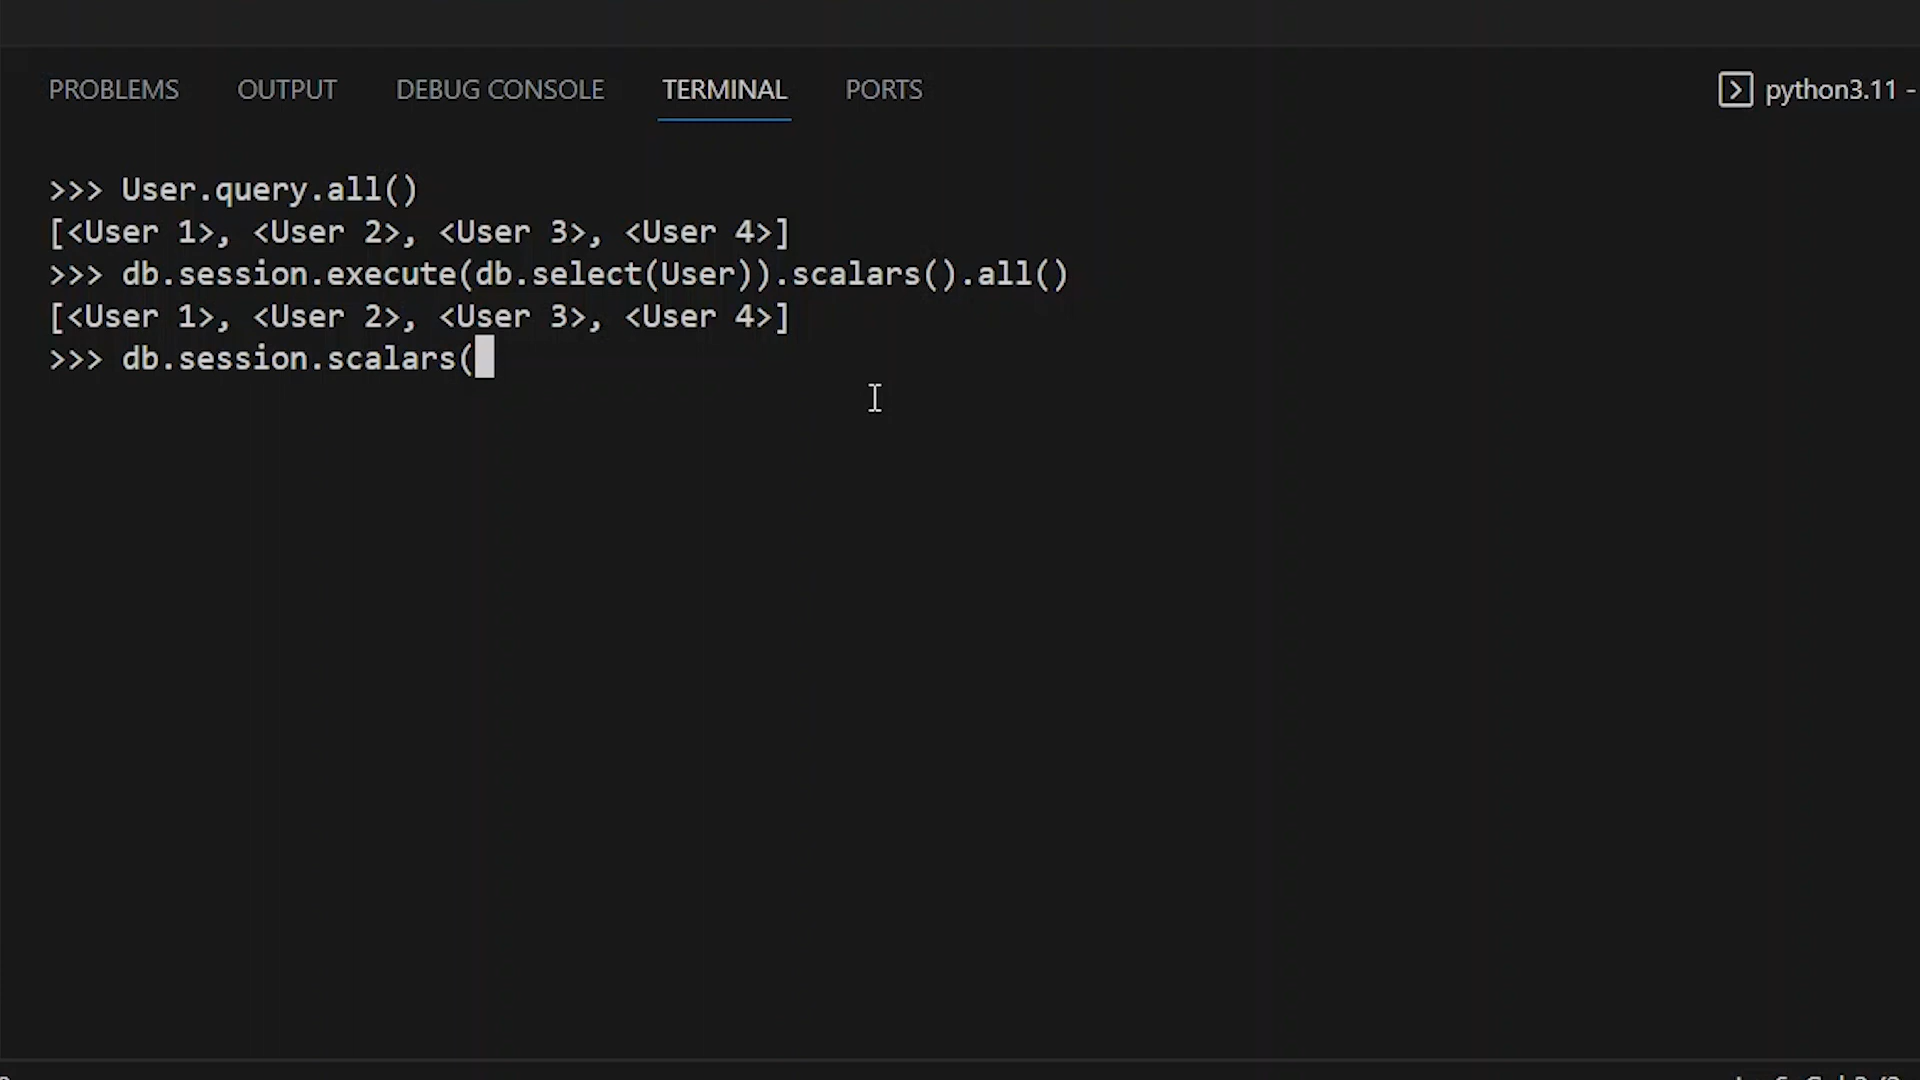 PROBLEMS OUTPUT DEBUG CONSOLE TERMINAL PORTS python3.11 -
>>> User.query.all()
[<User 1>, <User 2>, <User 3>, <User 4>]
>>> db.session.execute(db.select(User)).scalars().all()
[<User 1>, <User 2>, <User 3>, <User 4>]
>>> db.session.scalars(